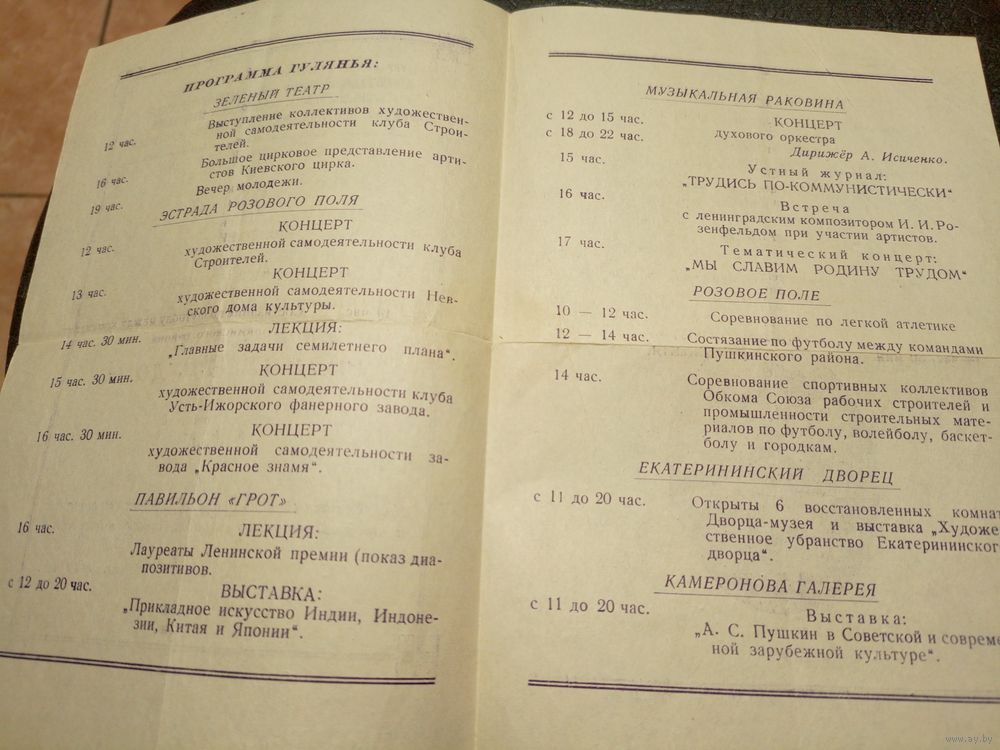 ПРОГРАММА ГУЛЯНЬЯ:
ЗЕЛЕНЫЙ ТЕАТР
12 час. Выступление коллективов художествен-
ной самодеятельности клуба Строи-
телей.
16 час. Большое цирковое представление арти-
стов Киевского цирка.
19 час. Вечер молодежи.
ЭСТРАДА РОЗОВОГО ПОЛЯ
КОНЦЕРТ
12 час. художественной самодеятельности клуба
Строителей.
КОНЦЕРТ
13 час. художественной самодеятельности Нев-
ского дома культуры.
ЛЕКЦИЯ:
14 час. 30 мин. „Главные задачи семилетнего плана“.
КОНЦЕРТ
15 час. 30 мин. художественной самодеятельности клуба
Усть-Ижорского фанерного завода.
КОНЦЕРТ
16 час. 30 мин. художественной самодеятельности за-
вода „Красное знамя“.
ПАВИЛЬОН «ГРОТ»
16 час. ЛЕКЦИЯ:
Лауреаты Ленинской премии (показ диа-
позитивов.
с 12 до 20 час. ВЫСТАВКА:
„Прикладное искусство Индии, Индоне-
зии, Китая и Японии“.
МУЗЫКАЛЬНАЯ РАКОВИНА
с 12 до 15 час. КОНЦЕРТ
с 18 до 22 час. духового оркестра
Дирижёр А. Исиченко.
15 час. Устный журнал:
„ТРУДИСЬ ПО-КОММУНИСТИЧЕСКИ“
16 час. Встреча
с ленинградским композитором И. И. Ро-
зенфельдом при участии артистов.
17 час. Тематический концерт:
„МЫ СЛАВИМ РОДИНУ ТРУДОМ“
РОЗОВОЕ ПОЛЕ
10 — 12 час. Соревнование по легкой атлетике
12 — 14 час. Состязание по футболу между командами
Пушкинского района.
14 час. Соревнование спортивных коллективов
Обкома Союза рабочих строителей и
промышленности строительных мате-
риалов по футболу, волейболу, баскет-
болу и городкам.
ЕКАТЕРИНИНСКИЙ ДВОРЕЦ
с 11 до 20 час. Открыты 6 восстановленных комнат
Дворца-музея и выставка „Художе
ственное убранство Екатерининског
дворца“.
КАМЕРОНОВА ГАЛЕРЕЯ
с 11 до 20 час. Выставка:
„А. С. Пушкин в Советской и совреме
ной зарубежной культуре“.
www.ay.by